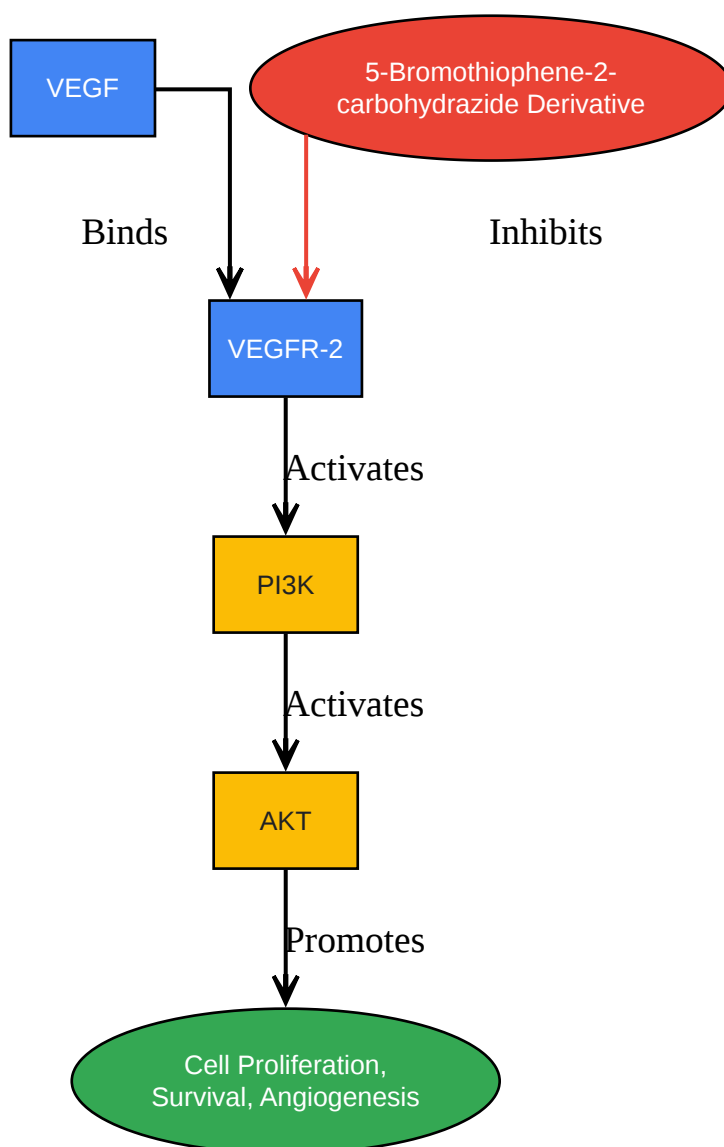 VEGF
5-Bromothiophene-2-
carbohydrazide Derivative
Binds
Inhibits
VEGFR-2
Activates
PI3K
Activates
AKT
Promotes
Cell Proliferation,
Survival, Angiogenesis